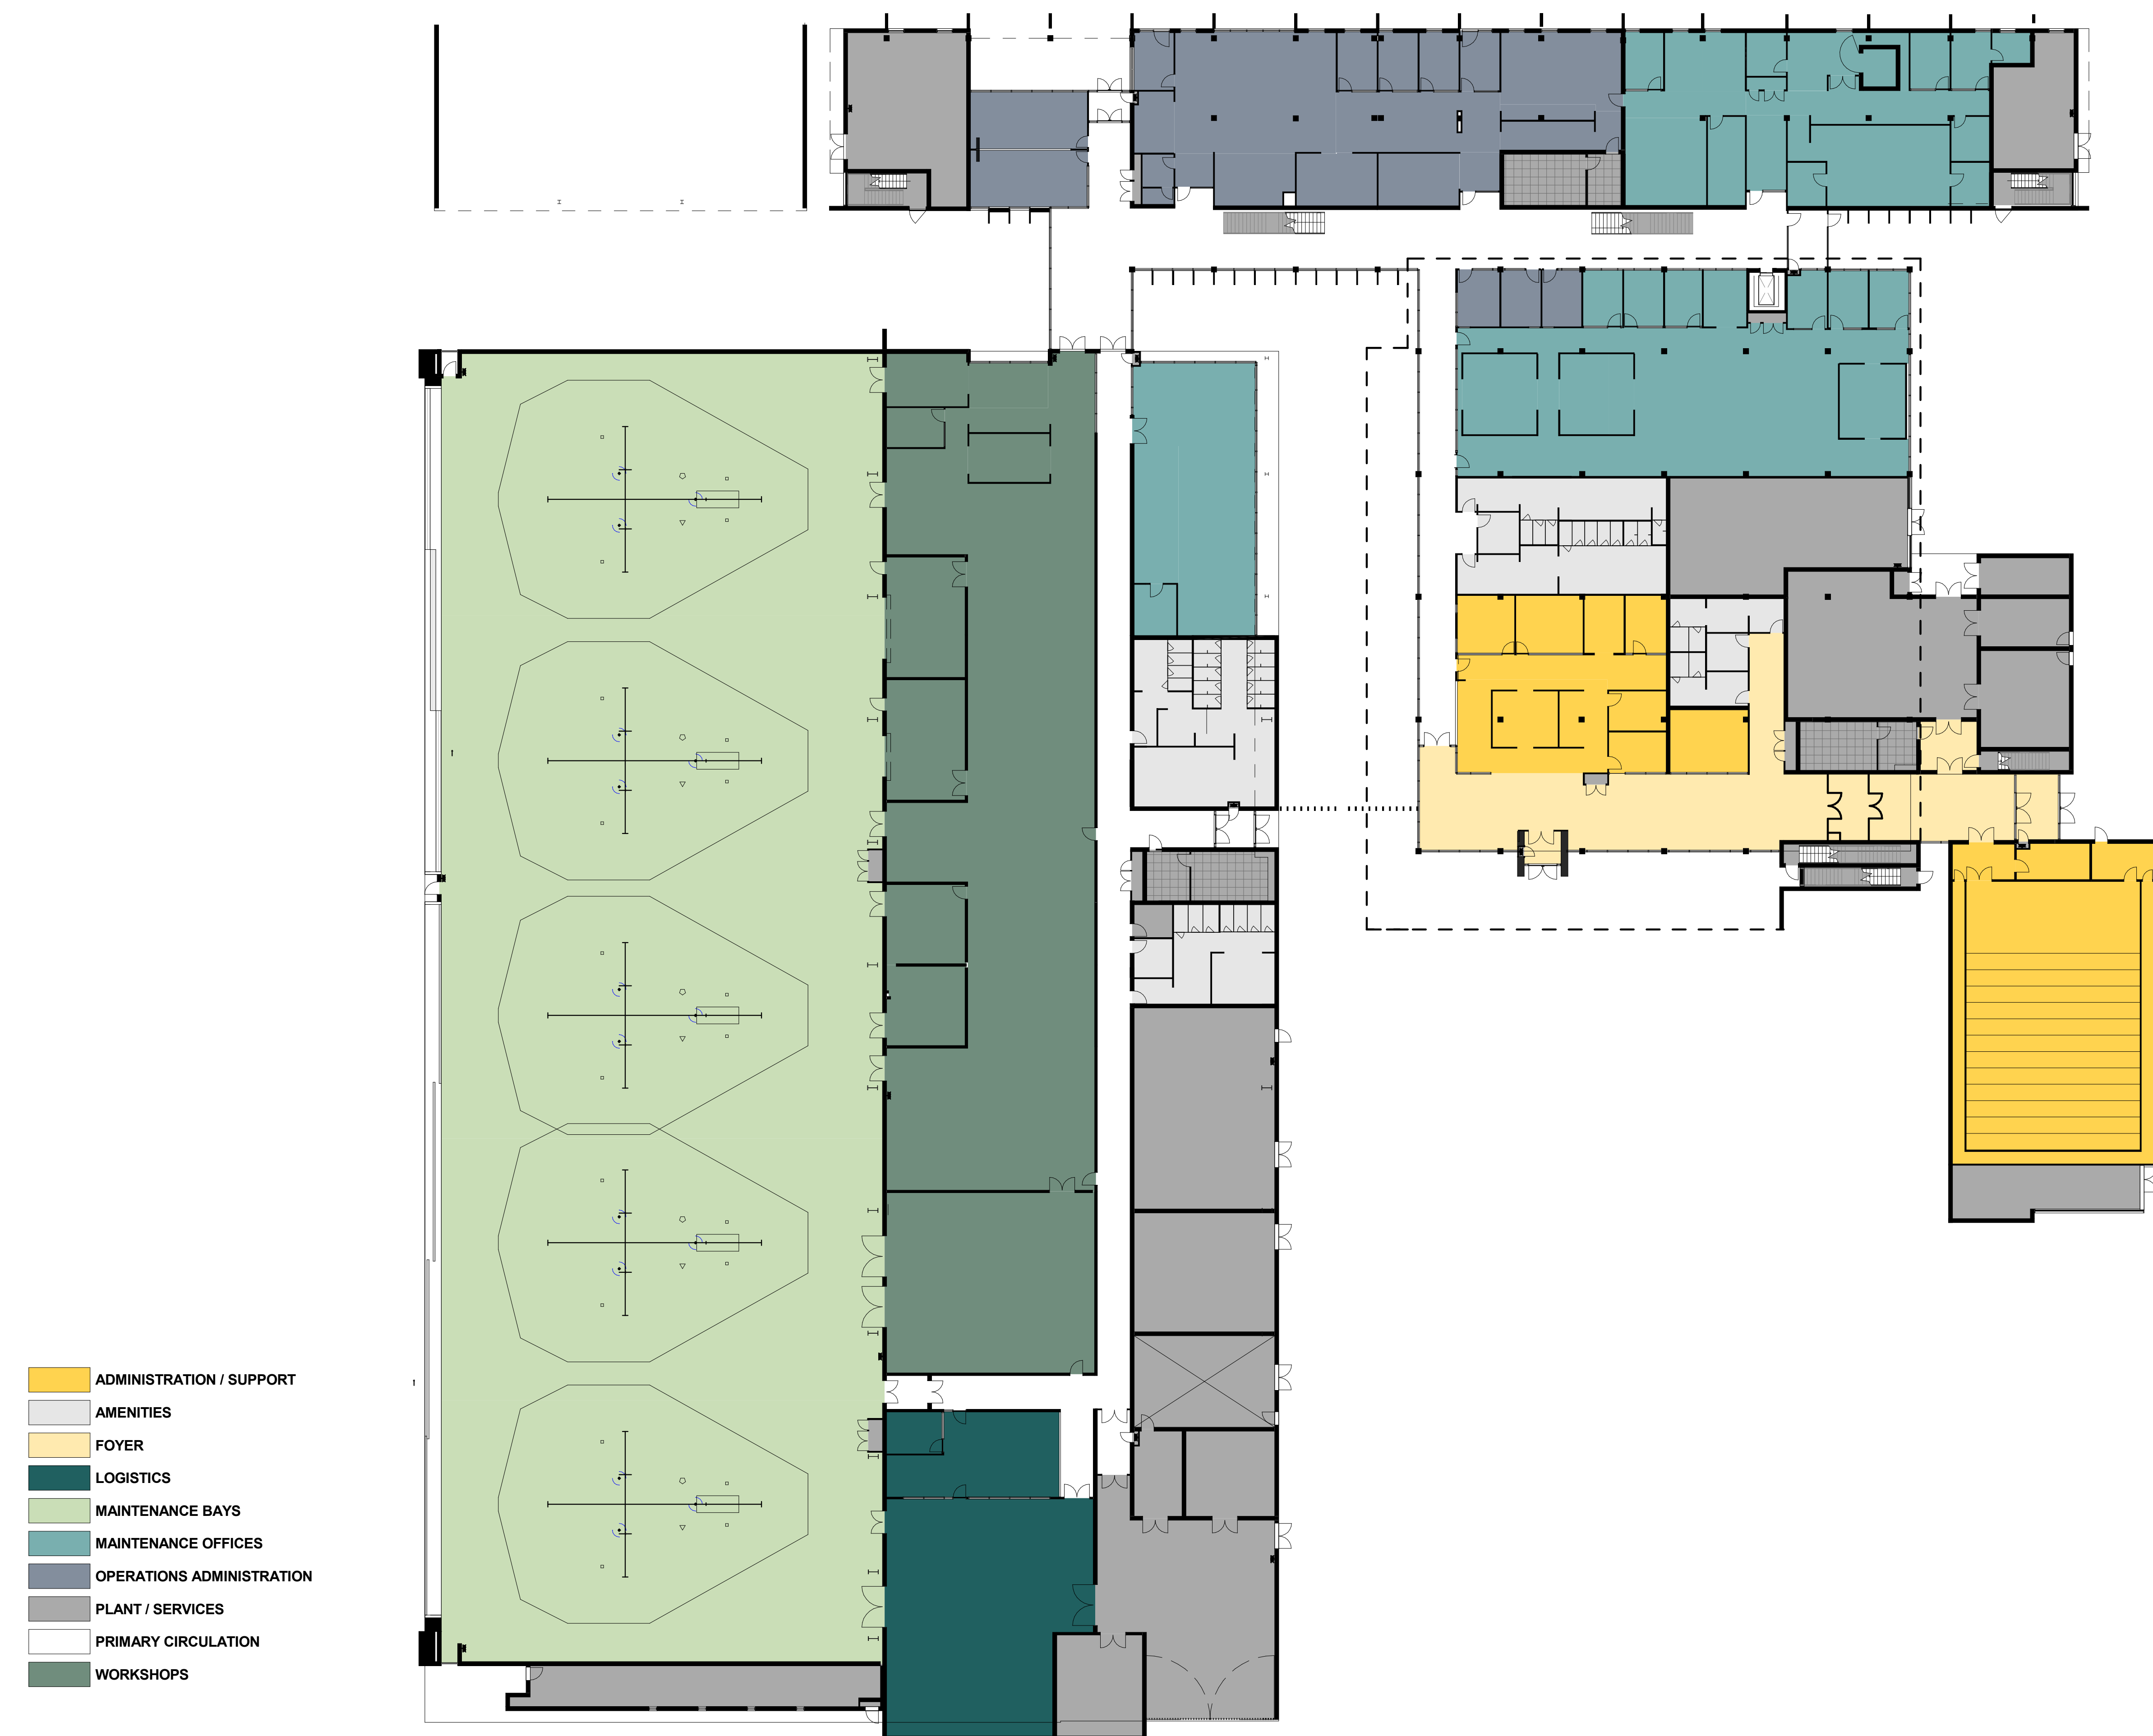 ADMINISTRATION / SUPPORT
AMENITIES
FOYER
LOGISTICS
MAINTENANCE BAYS
MAINTENANCE OFFICES
OPERATIONS ADMINISTRATION
PLANT / SERVICES
PRIMARY CIRCULATION
WORKSHOPS